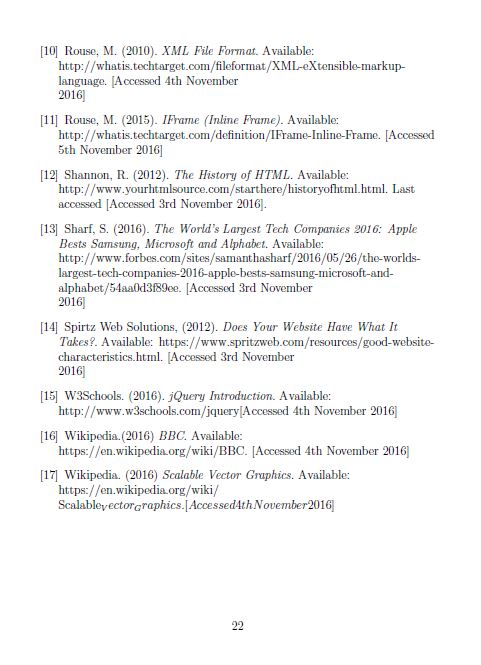 [10] Rouse, M. (2010). XML File Format. Available:
http://whatis.techtarget.com/fileformat/XML-eXtensible-markup-
language. [Accessed 4th November
2016]
[11] Rouse, M. (2015). IFrame (Inline Frame). Available:
http://whatis.techtarget.com/definition/IFrame-Inline-Frame. [Accessed
5th November 2016]
[12] Shannon, R. (2012). The History of HTML. Available:
http://www.yourhtmlsource.com/starthere/historyofhtml.html. Last
accessed [Accessed 3rd November 2016].
[13] Sharf, S. (2016). The World's Largest Tech Companies 2016: Apple
Bests Samsung, Microsoft and Alphabet. Available:
http://www.forbes.com/sites/samanthasharf/2016/05/26/the-worlds-
largest-tech-companies-2016-apple-bests-samsung-microsoft-and-
alphabet/54aa0d3f89ee. [Accessed 3rd November
2016]
[14] Spirtz Web Solutions, (2012). Does Your Website Have What It
Takes?. Available: https://www.spritzweb.com/resources/good-website-
characteristics.html. [Accessed 3rd November
2016]
[15] W3Schools. (2016). jQuery Introduction. Available:
http://www.w3schools.com/jquery[Accessed 4th November 2016]
[16] Wikipedia.(2016) BBC. Available:
https://en.wikipedia.org/wiki/BBC. [Accessed 4th November 2016]
[17] Wikipedia. (2016) Scalable Vector Graphics. Available:
https://en.wikipedia.org/wiki/
ScalableVectorGraphics.[Accessed4thNovember2016]
22